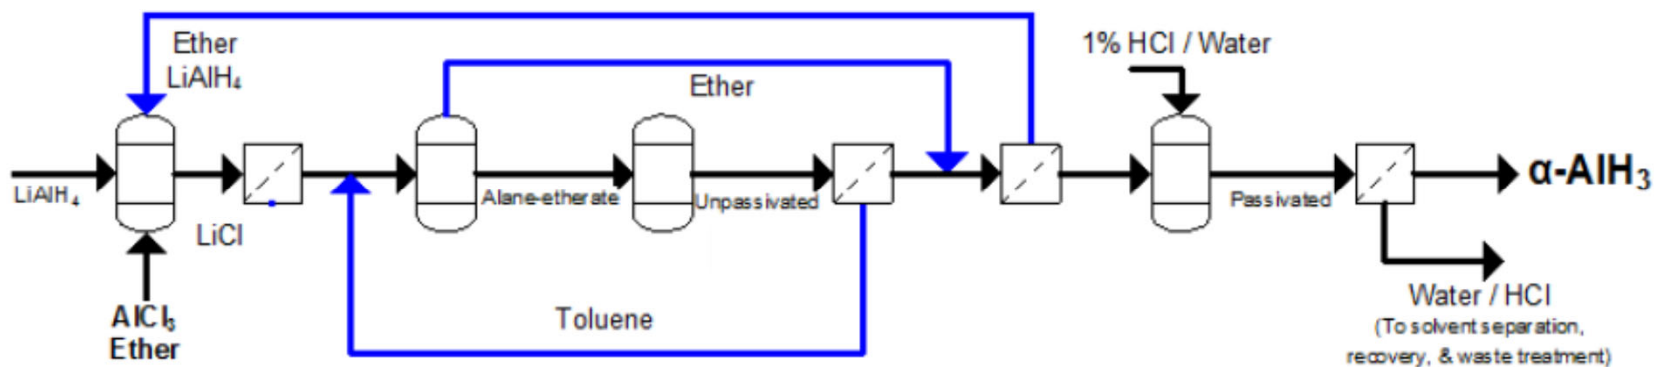 Ether
LiAlH₄
Ether
1% HCl / Water
LiAlH₄
Alane-etherate
Unpassivated
Passivated
α-AlH₃
LiCl
AlCl₃
Ether
Toluene
Water / HCl
(To solvent separation,
recovery, & waste treatment)